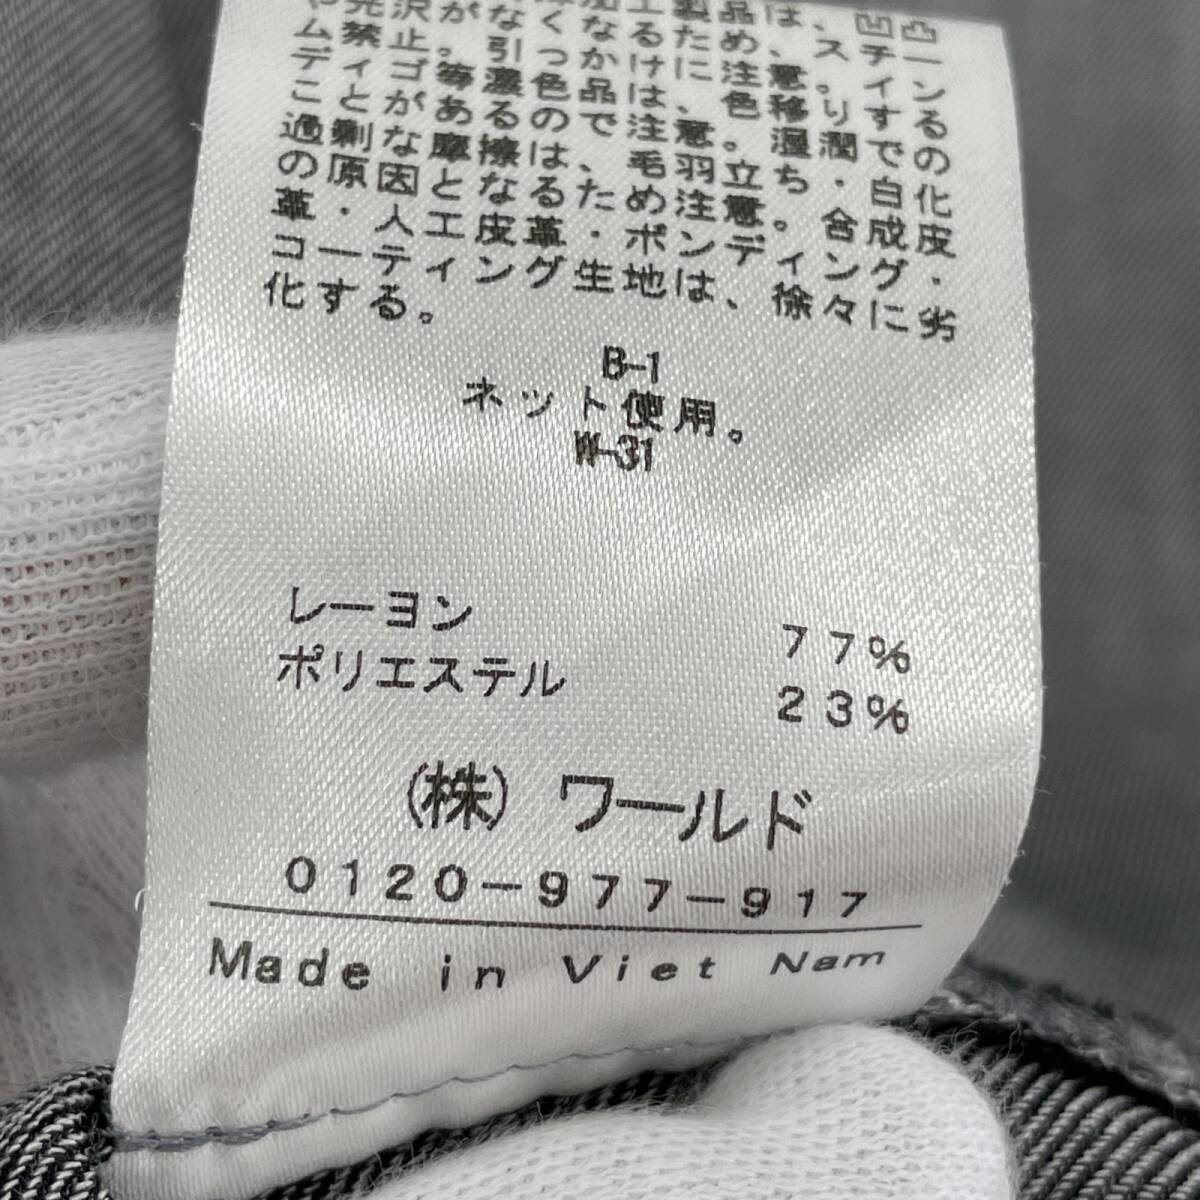 や光沢がなくなるため、スチー
ム禁止。引っかけに注意。イン
ディゴ等濃色品は、色移りする
ことがあるので、注意。湿潤での
過剰な摩擦は、毛羽立ち・白化
の原因となるため注意。合成皮
革・人工皮革・ボンディング・
コーティング生地は、徐々に劣
化する。
B-1
ネット使用。
W-31
レーヨン 77%
ポリエステル 23%
(株) ワールド
0120-977-917
Made in Viet Nam